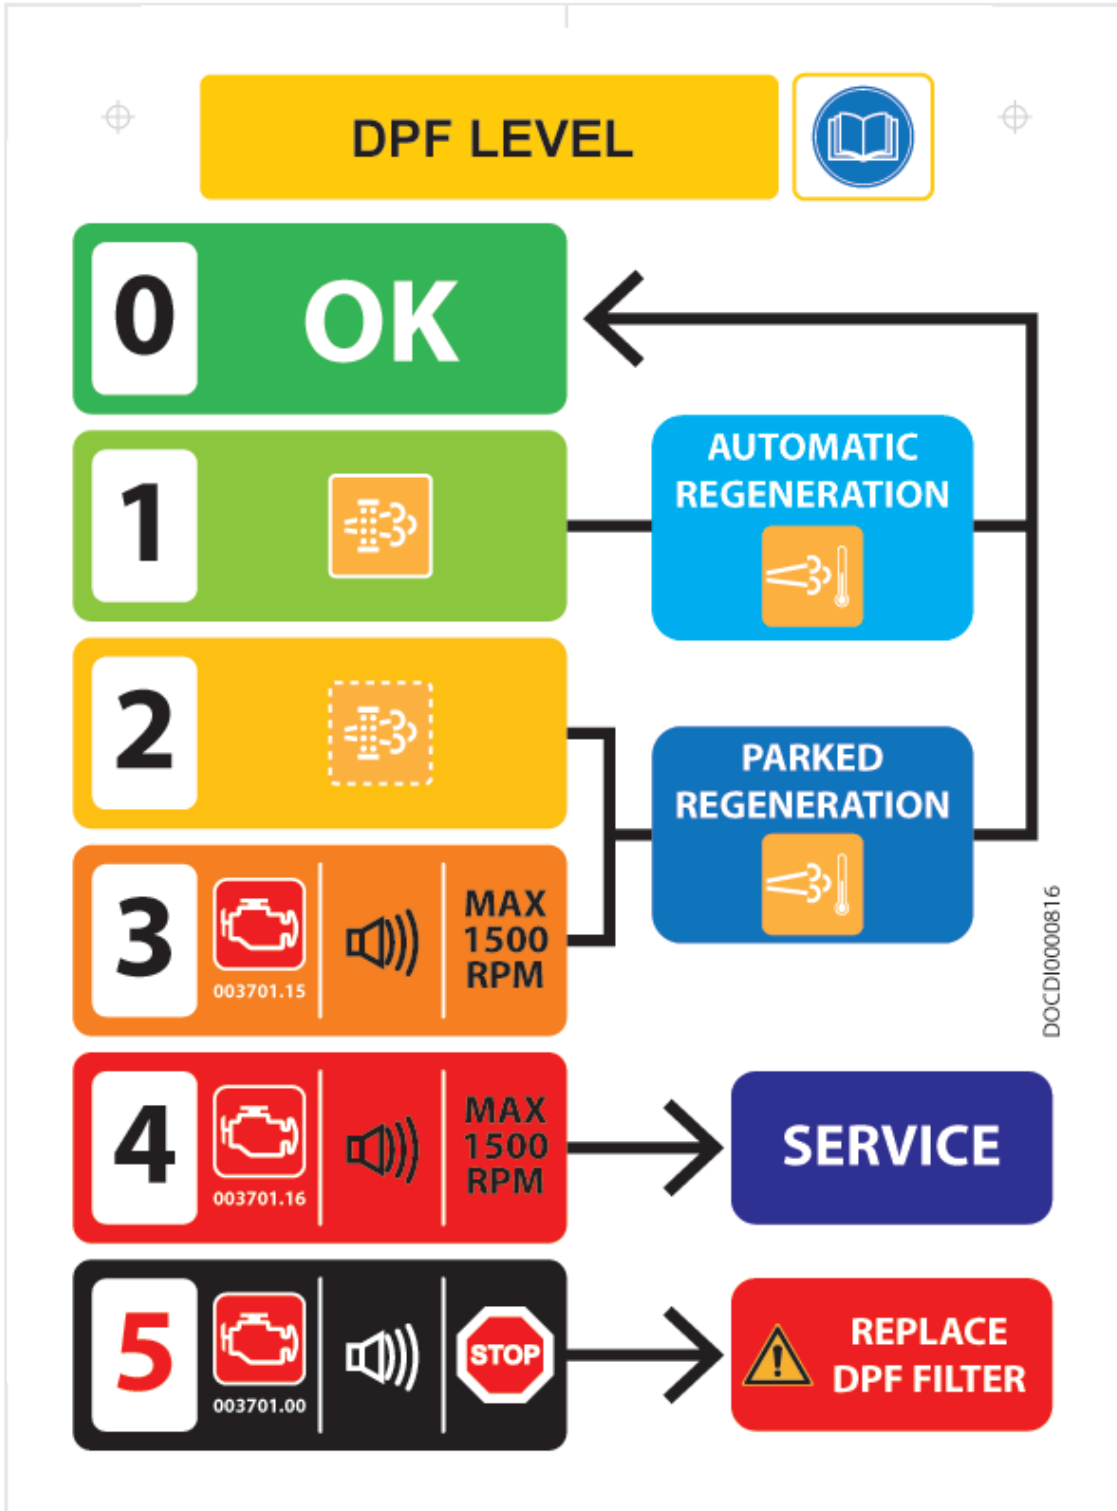 DPF LEVEL
0
OK
1
AUTOMATIC
REGENERATION
2
PARKED
REGENERATION
3
003701.15
MAX
1500
RPM
DOCDI0000816
4
003701.16
MAX
1500
RPM
SERVICE
5
003701.00
STOP
REPLACE
DPF FILTER